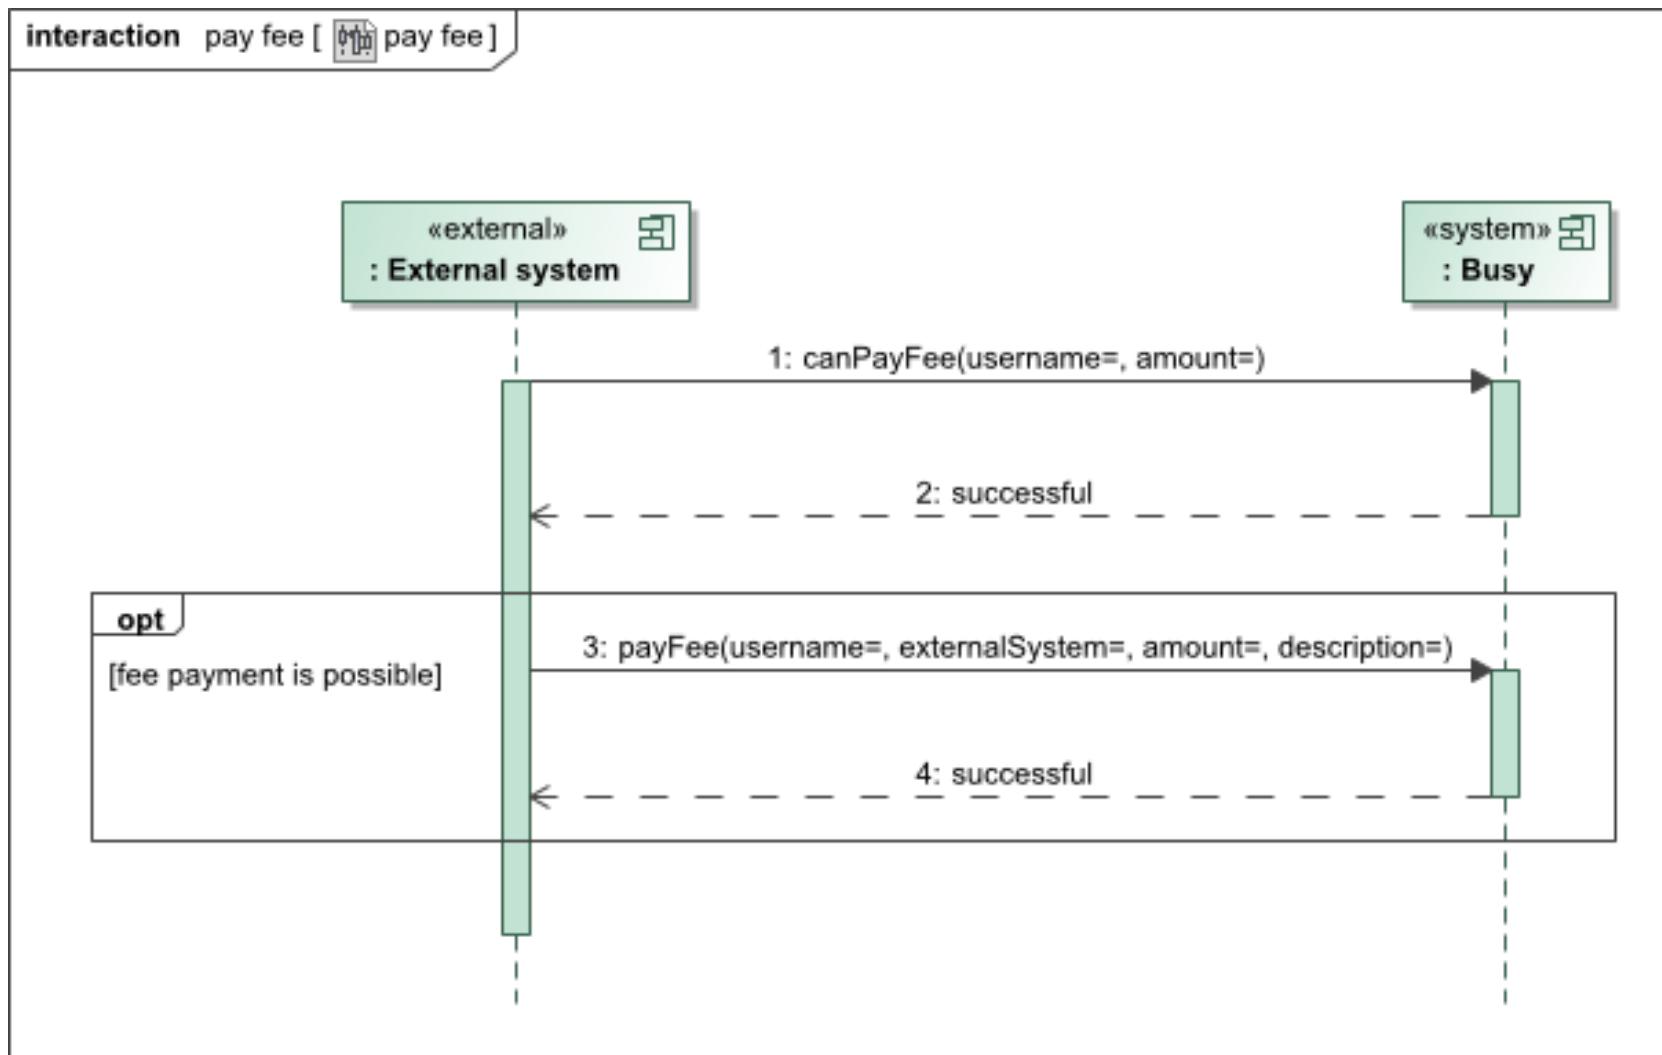 interaction pay fee [ pay fee ]
«external»
: External system
«system»
: Busy
1: canPayFee(username=, amount=)
2: successful
opt
3: payFee(username=, externalSystem=, amount=, description=)
[fee payment is possible]
4: successful